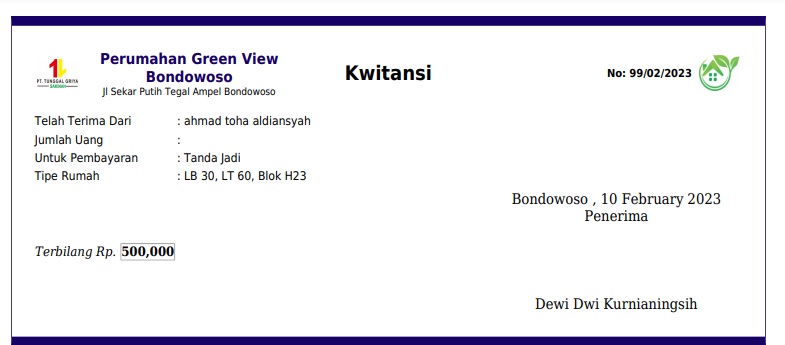 PT. TUNGGAL GRIYA
SAKINAH
Perumahan Green View
Bondowoso
Jl Sekar Putih Tegal Ampel Bondowoso
Kwitansi
No: 99/02/2023
Telah Terima Dari : ahmad toha aldiansyah
Jumlah Uang :
Untuk Pembayaran : Tanda Jadi
Tipe Rumah : LB 30, LT 60, Blok H23
Bondowoso , 10 February 2023
Penerima
Terbilang Rp. 500,000
Dewi Dwi Kurnianingsih